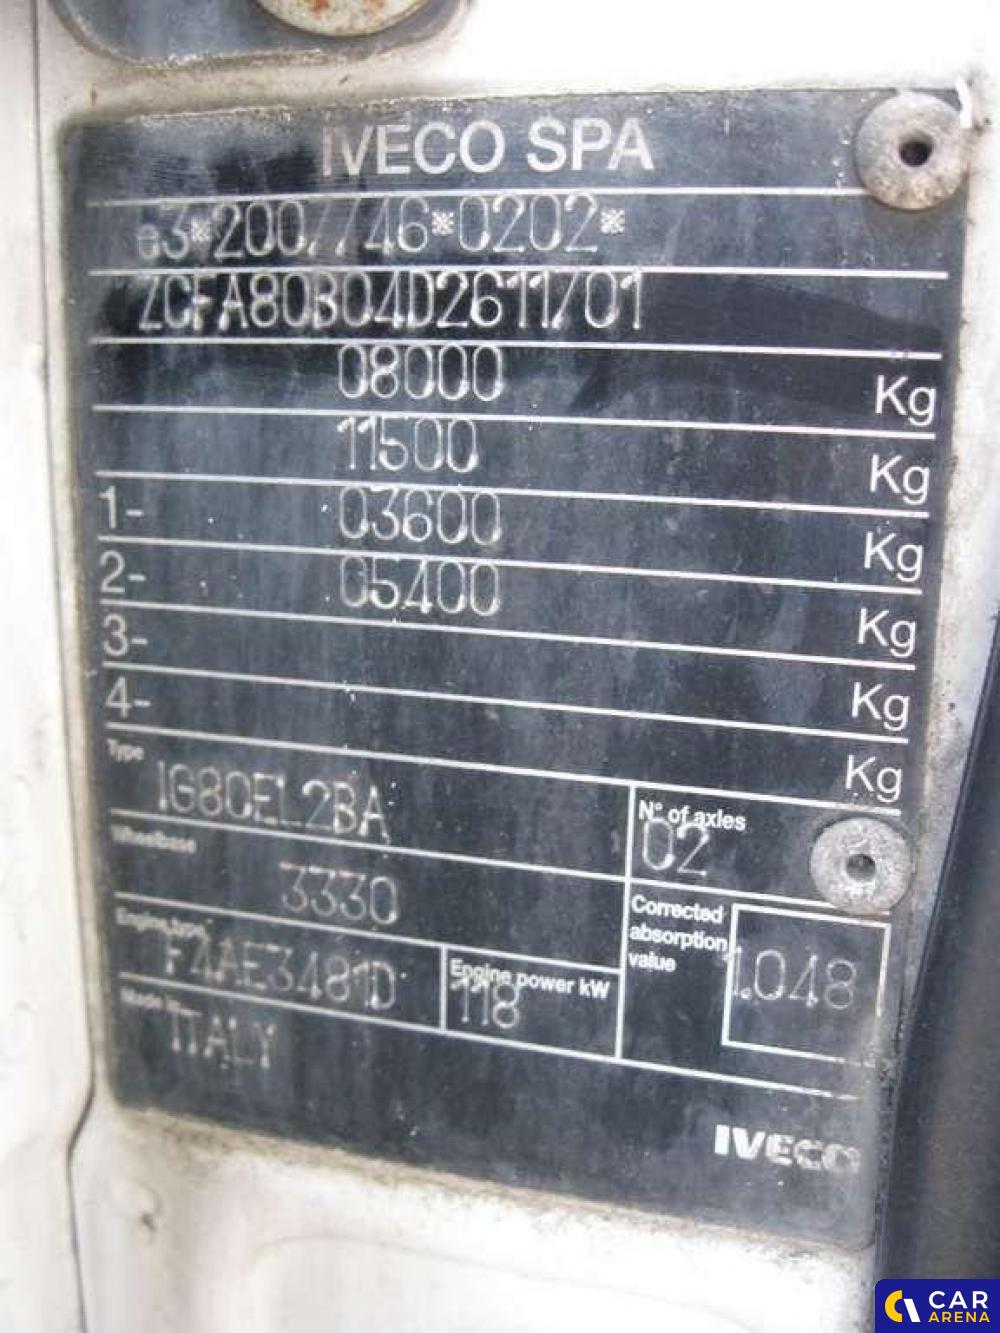 IVECO SPA
e3*2007/46*0202*
ZCFA80B04D2611701
08000 Kg
11500 Kg
1- 03600 Kg
2- 05400 Kg
3- Kg
4- Kg
Type
IG80EL2BA
N° of axles
02
Wheelbase
3330
Corrected
absorption
value
1.048
Engine type
F4AE3481D
Engine power kW
118
Made in
ITALY
IVECO
CAR
ARENA